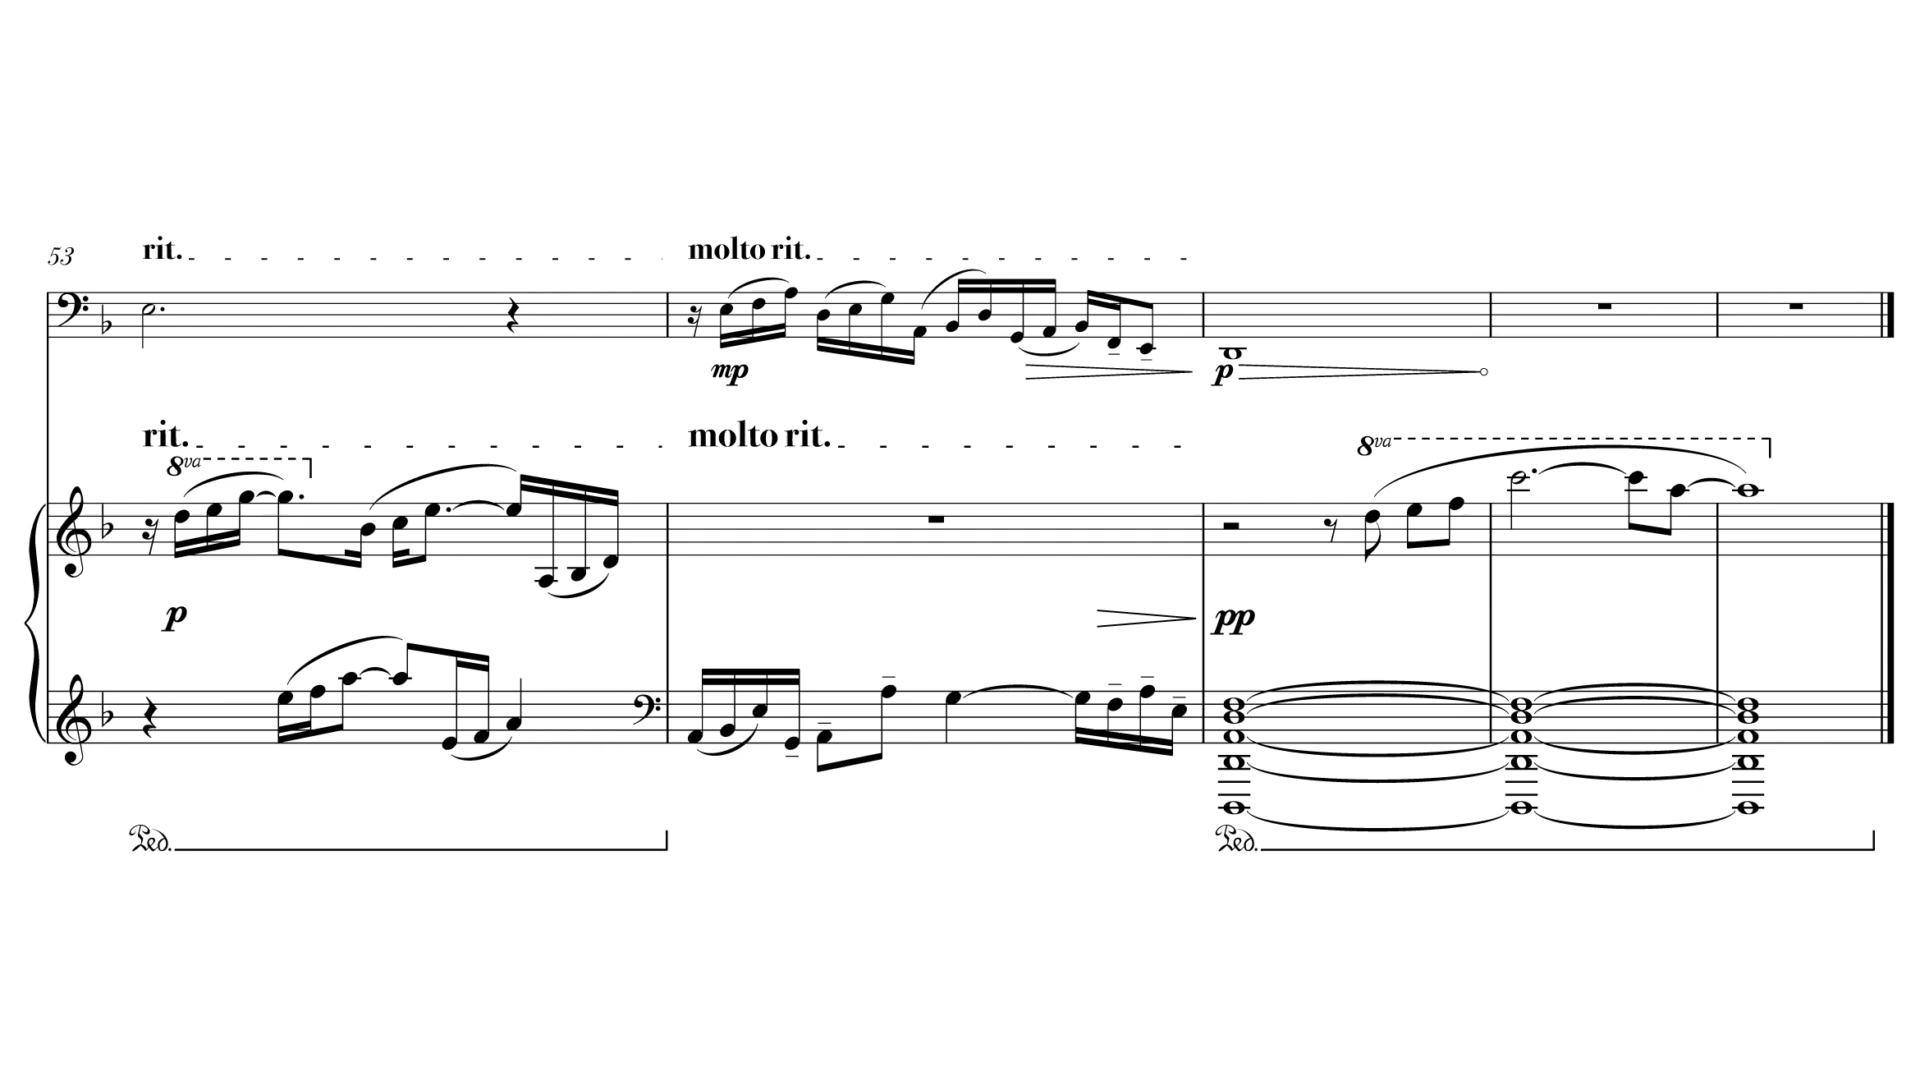 53 rit. molto rit.
mp p
rit. molto rit.
8va 8va
p pp
Ped. Ped.